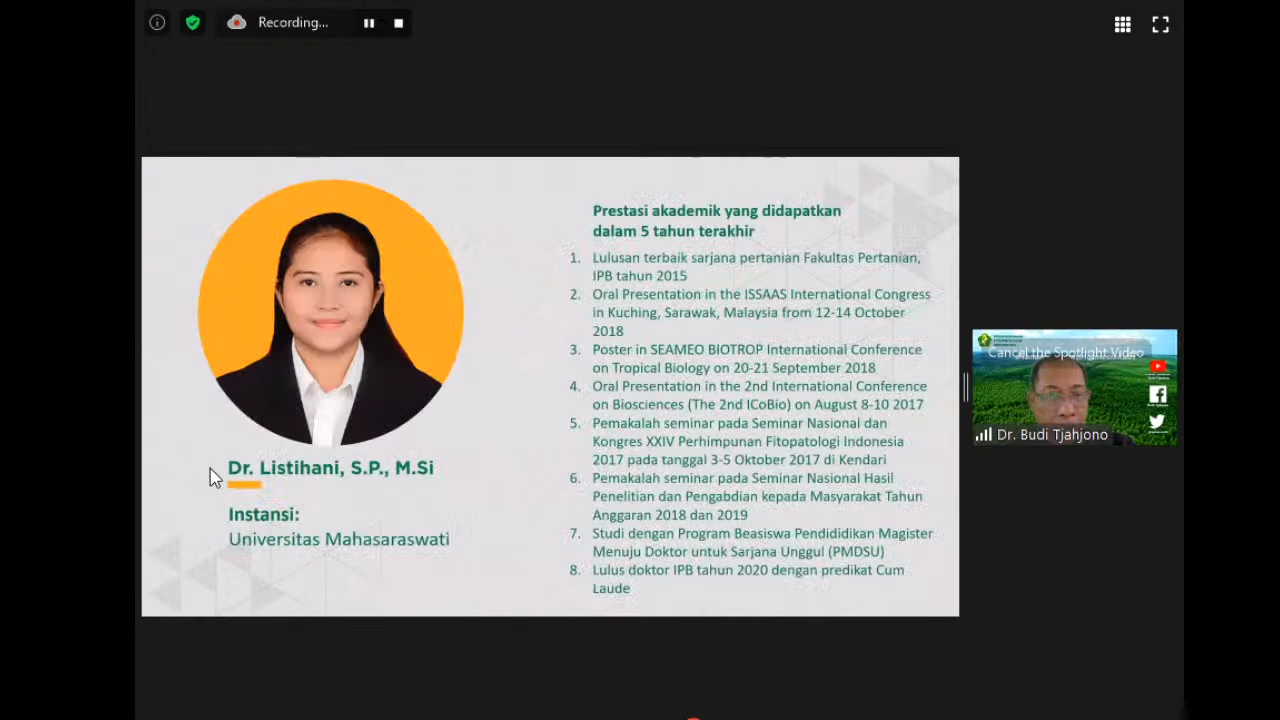 Recording...
Prestasi akademik yang didapatkan
dalam 5 tahun terakhir
1. Lulusan terbaik sarjana pertanian Fakultas Pertanian,
IPB tahun 2015
2. Oral Presentation in the ISSAAS International Congress
in Kuching, Sarawak, Malaysia from 12-14 October
2018
3. Poster in SEAMEO BIOTROP International Conference
on Tropical Biology on 20-21 September 2018
4. Oral Presentation in the 2nd International Conference
on Biosciences (The 2nd ICoBio) on August 8-10 2017
5. Pemakalah seminar pada Seminar Nasional dan
Kongres XXIV Perhimpunan Fitopatologi Indonesia
2017 pada tanggal 3-5 Oktober 2017 di Kendari
6. Pemakalah seminar pada Seminar Nasional Hasil
Penelitian dan Pengabdian kepada Masyarakat Tahun
Anggaran 2018 dan 2019
7. Studi dengan Program Beasiswa Pendididikan Magister
Menuju Doktor untuk Sarjana Unggul (PMDSU)
8. Lulus doktor IPB tahun 2020 dengan predikat Cum
Laude
Dr. Listihani, S.P., M.Si
Instansi:
Universitas Mahasaraswati
Cancel the Spotlight Video
Dr. Budi Tjahjono